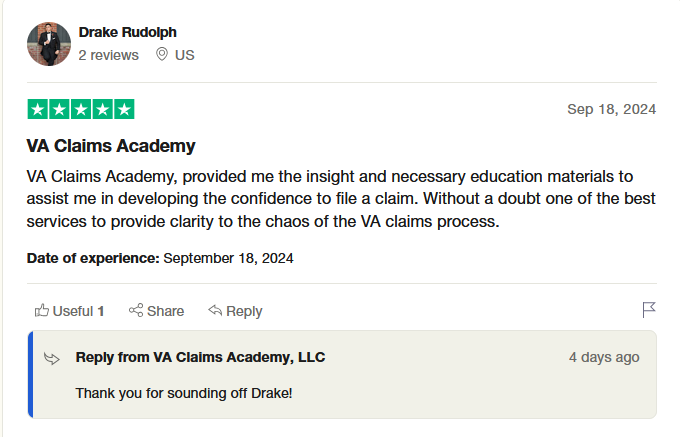 Drake Rudolph
2 reviews US
Sep 18, 2024
VA Claims Academy
VA Claims Academy, provided me the insight and necessary education materials to
assist me in developing the confidence to file a claim. Without a doubt one of the best
services to provide clarity to the chaos of the VA claims process.
Date of experience: September 18, 2024
Useful 1 Share Reply
Reply from VA Claims Academy, LLC 4 days ago
Thank you for sounding off Drake!